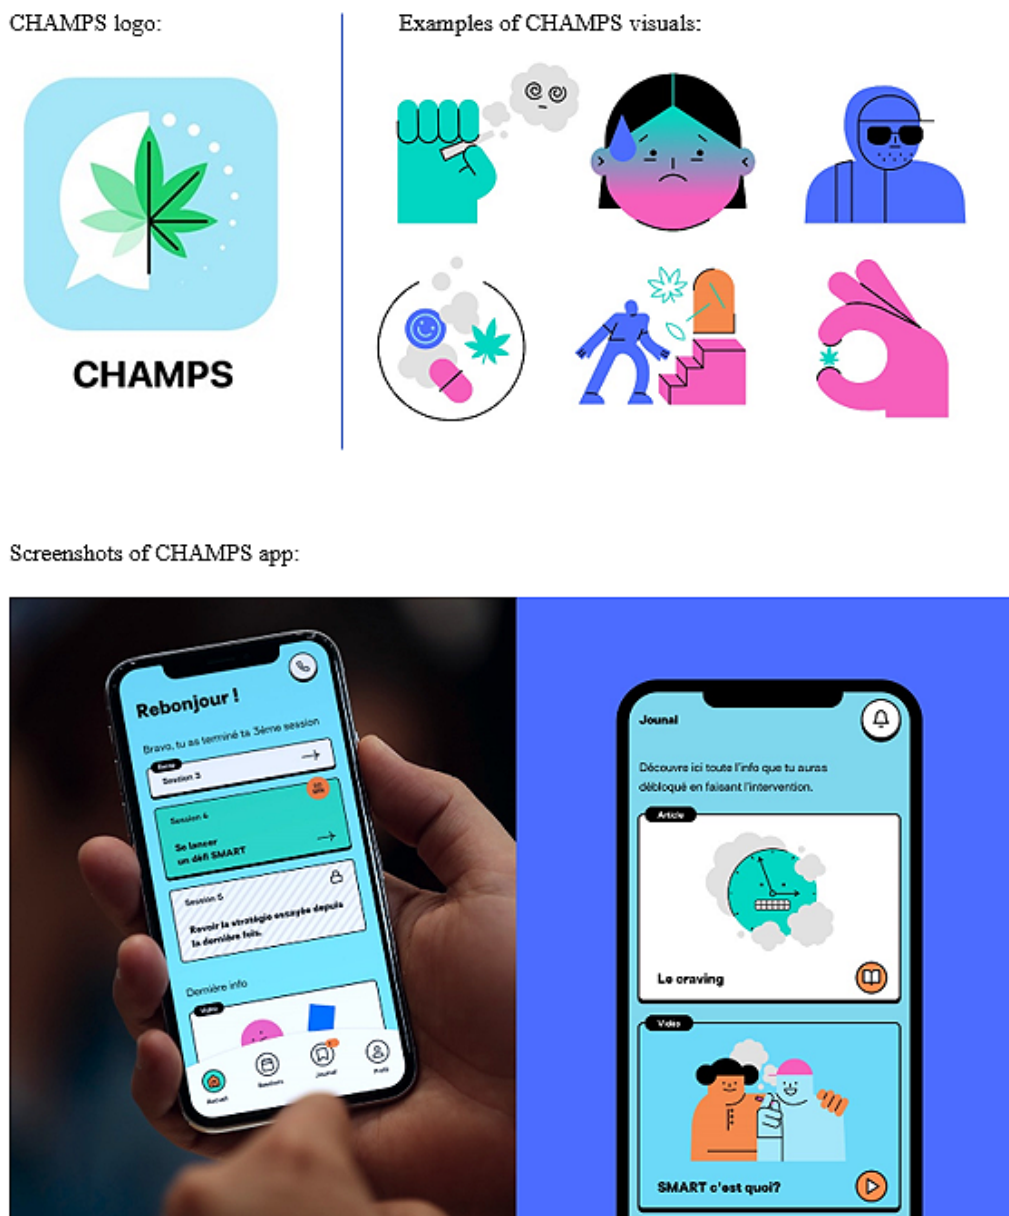 CHAMPS logo:
Examples of CHAMPS visuals:
CHAMPS
Screenshots of CHAMPS app:
Rebonjour !
Bravo, tu as terminé ta 3ème session
Session 3
Session 4
Se lancer
un défi SMART
Session 5
Revoir la stratégie essayée depuis
la dernière fois.
Dernière info
Vidéo
Accueil
Sessions
Journal
Profil
Jounal
Découvre ici toute l'info que tu auras
débloqué en faisant l'intervention.
Article
Le craving
Vidéo
SMART c'est quoi?